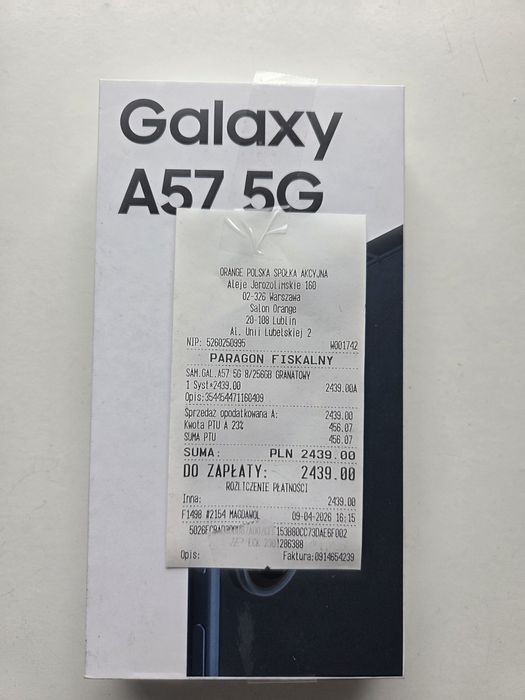 Galaxy
A57 5G
ORANGE POLSKA SPÓŁKA AKCYJNA
Aleje Jerozolimskie 160
02-326 Warszawa
Salon Orange
20-108 Lublin
Al. Unii Lubelskiej 2
NIP: 5260250995 W001742
PARAGON FISKALNY
SAM.GAL.A57 5G 8/256GB GRANATOWY
1 Syst*2439.00 2439.00A
Opis:354454471160409
Sprzedaż opodatkowana A: 2439.00
Kwota PTU A 23% 456.07
SUMA PTU 456.07
SUMA: PLN 2439.00
DO ZAPŁATY: 2439.00
ROZLICZENIE PŁATNOŚCI
Inna: 2439.00
F1498 #2154 MAGDAWOL 09-04-2026 16:15
153880CC73DAE6F002
Opis: Faktura:0914654239